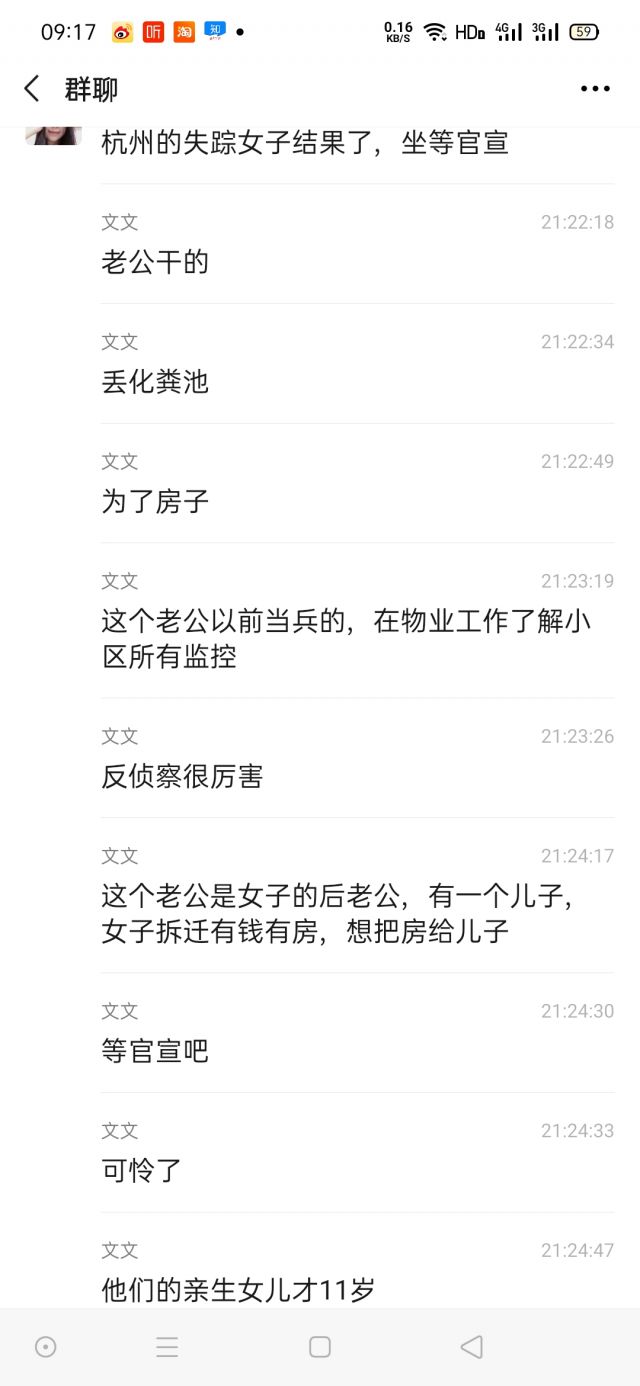 09:17
听
淘
知
0.16
KB/S
HD
4G
3G
59
群聊
杭州的失踪女子结果了，坐等官宣
文文
21:22:18
老公干的
文文
21:22:34
丢化粪池
文文
21:22:49
为了房子
文文
21:23:19
这个老公以前当兵的，在物业工作了解小
区所有监控
文文
21:23:26
反侦察很厉害
文文
21:24:17
这个老公是女子的后老公，有一个儿子，
女子拆迁有钱有房，想把房给儿子
文文
21:24:30
等官宣吧
文文
21:24:33
可怜了
文文
21:24:47
他们的亲生女儿才11岁